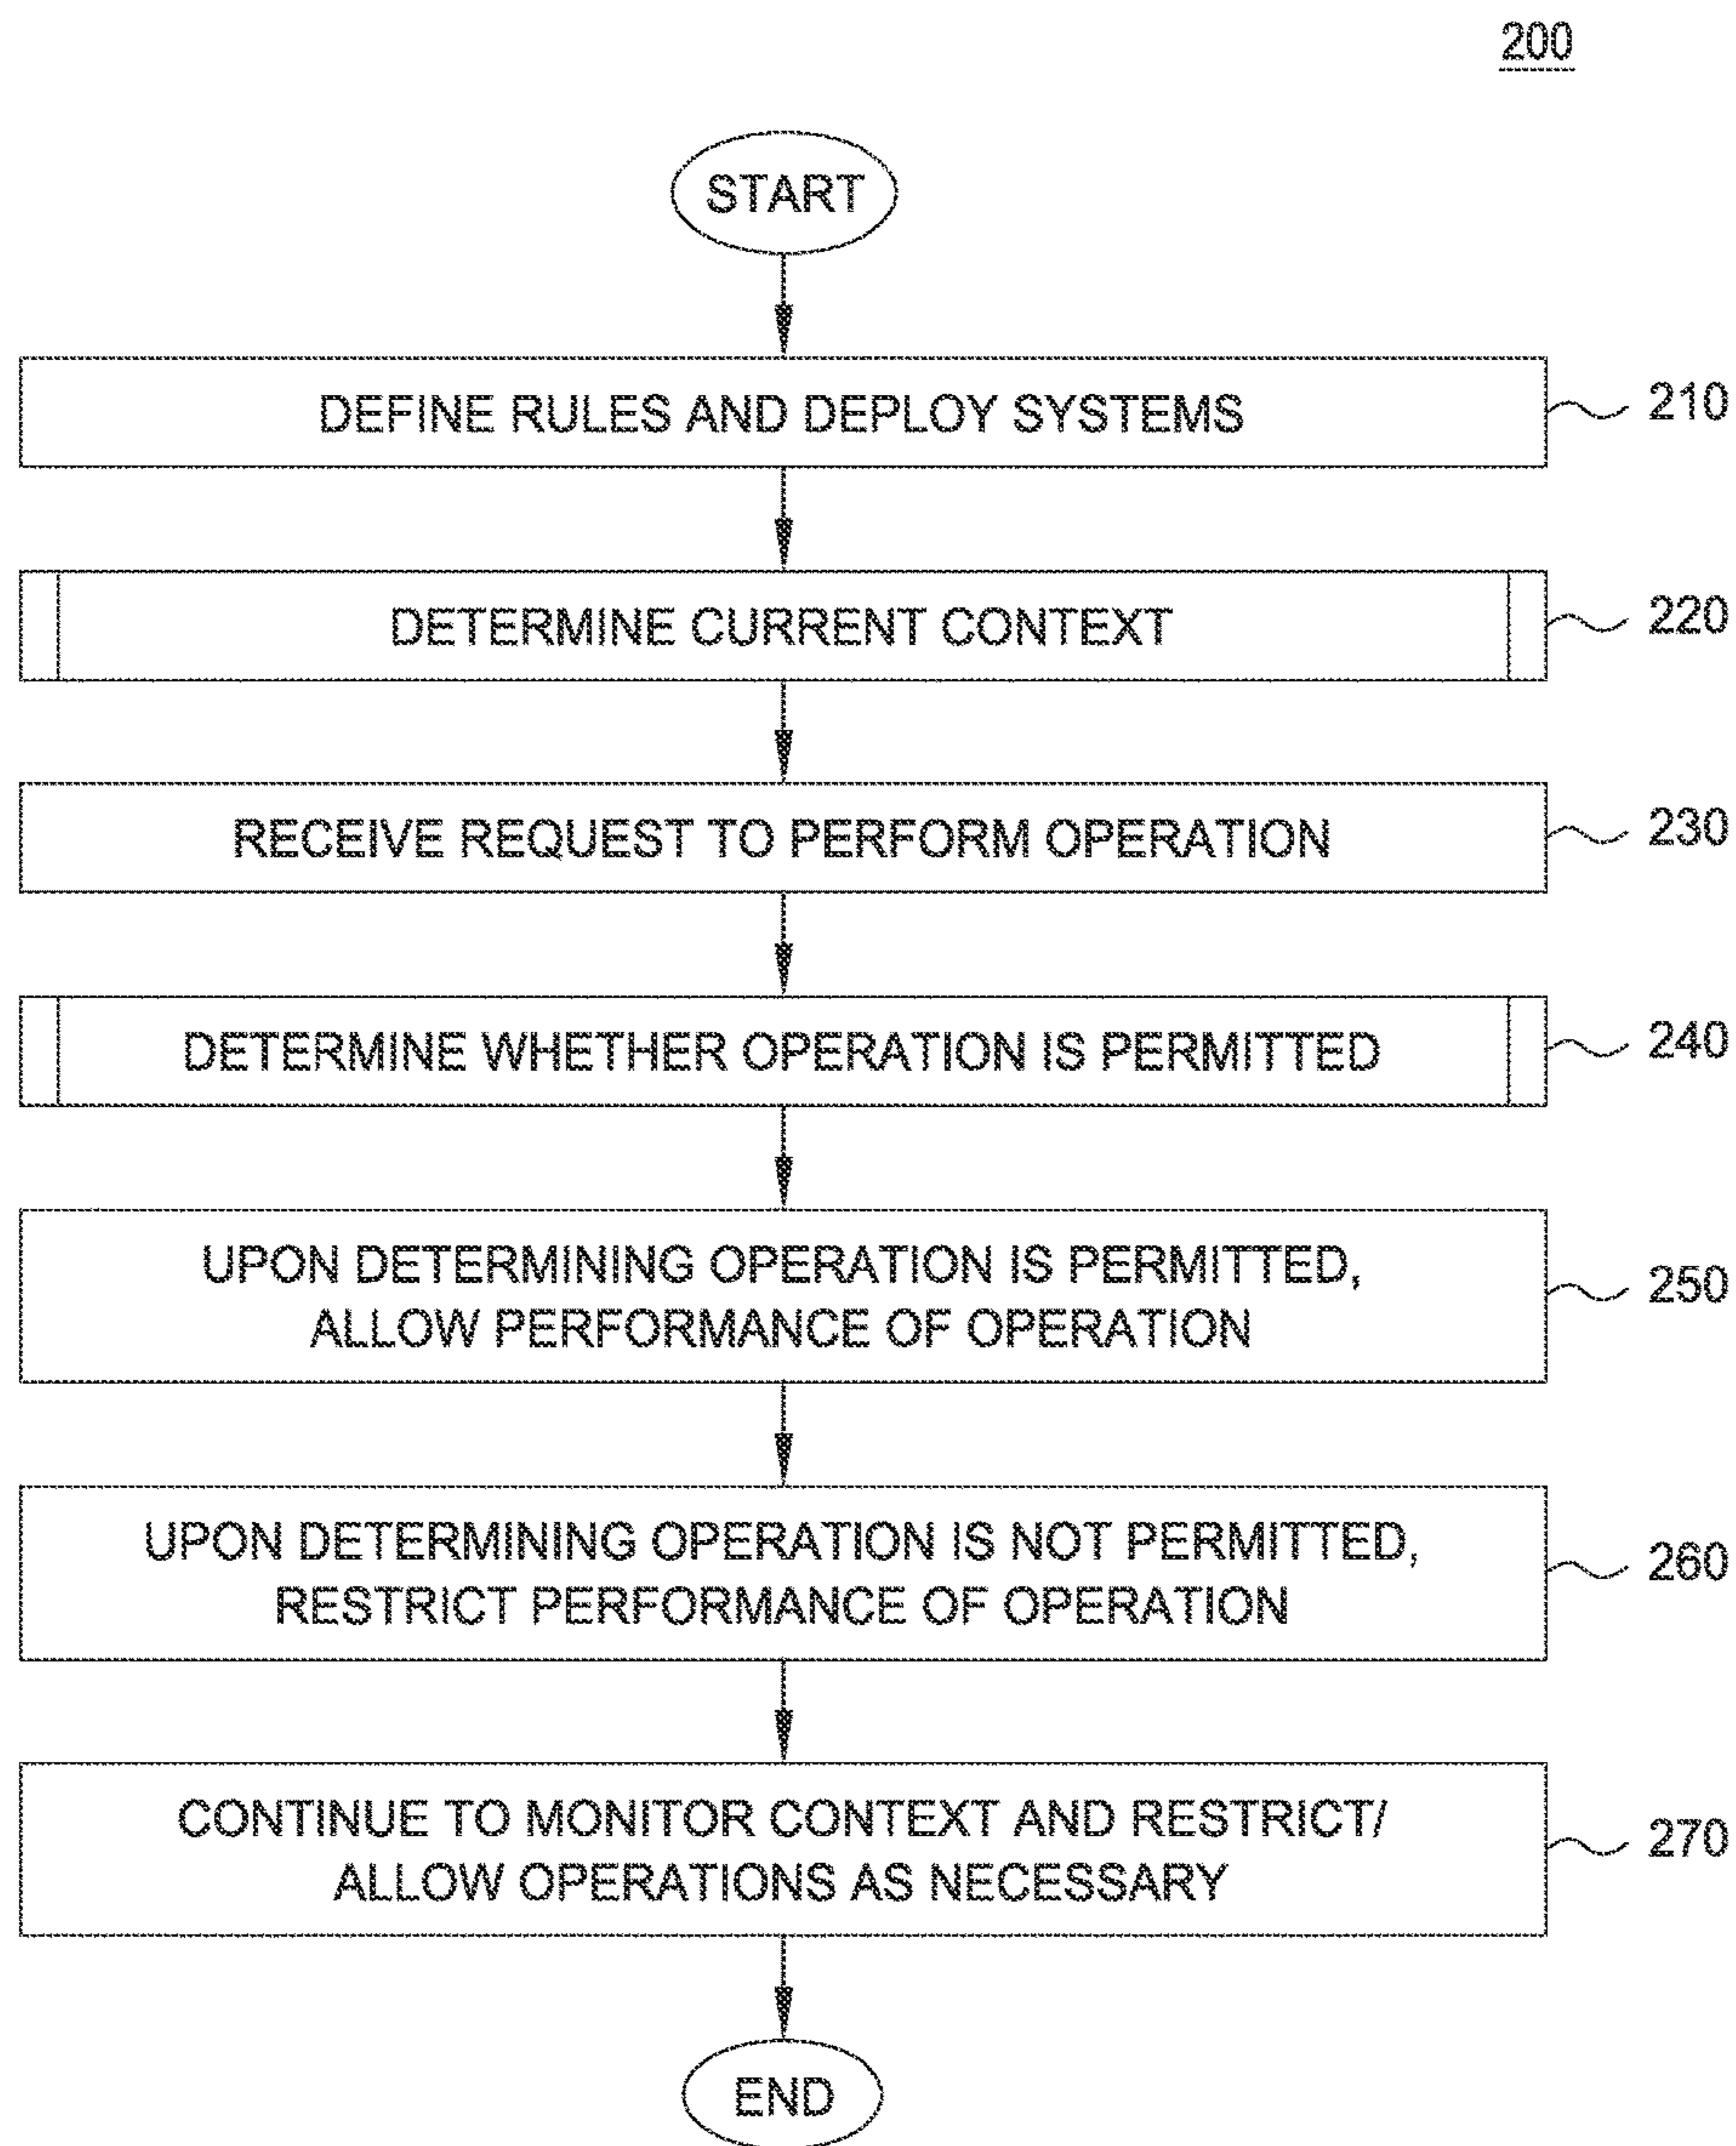 200
START
DEFINE RULES AND DEPLOY SYSTEMS
210
DETERMINE CURRENT CONTEXT
220
RECEIVE REQUEST TO PERFORM OPERATION
230
DETERMINE WHETHER OPERATION IS PERMITTED
240
UPON DETERMINING OPERATION IS PERMITTED,
ALLOW PERFORMANCE OF OPERATION
250
UPON DETERMINING OPERATION IS NOT PERMITTED,
RESTRICT PERFORMANCE OF OPERATION
260
CONTINUE TO MONITOR CONTEXT AND RESTRICT/
ALLOW OPERATIONS AS NECESSARY
270
END